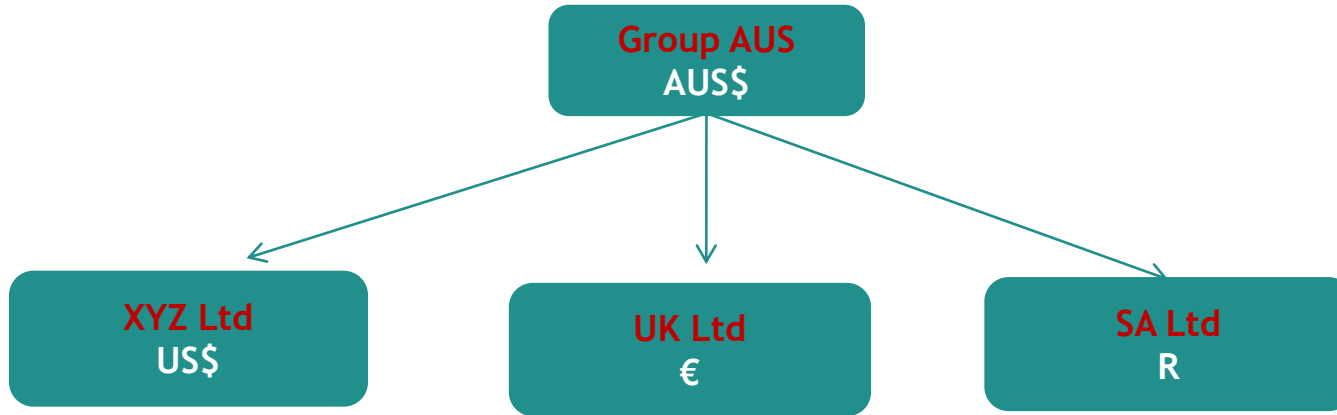 Group AUS
AUS$
XYZ Ltd
US$
UK Ltd
€
SA Ltd
R